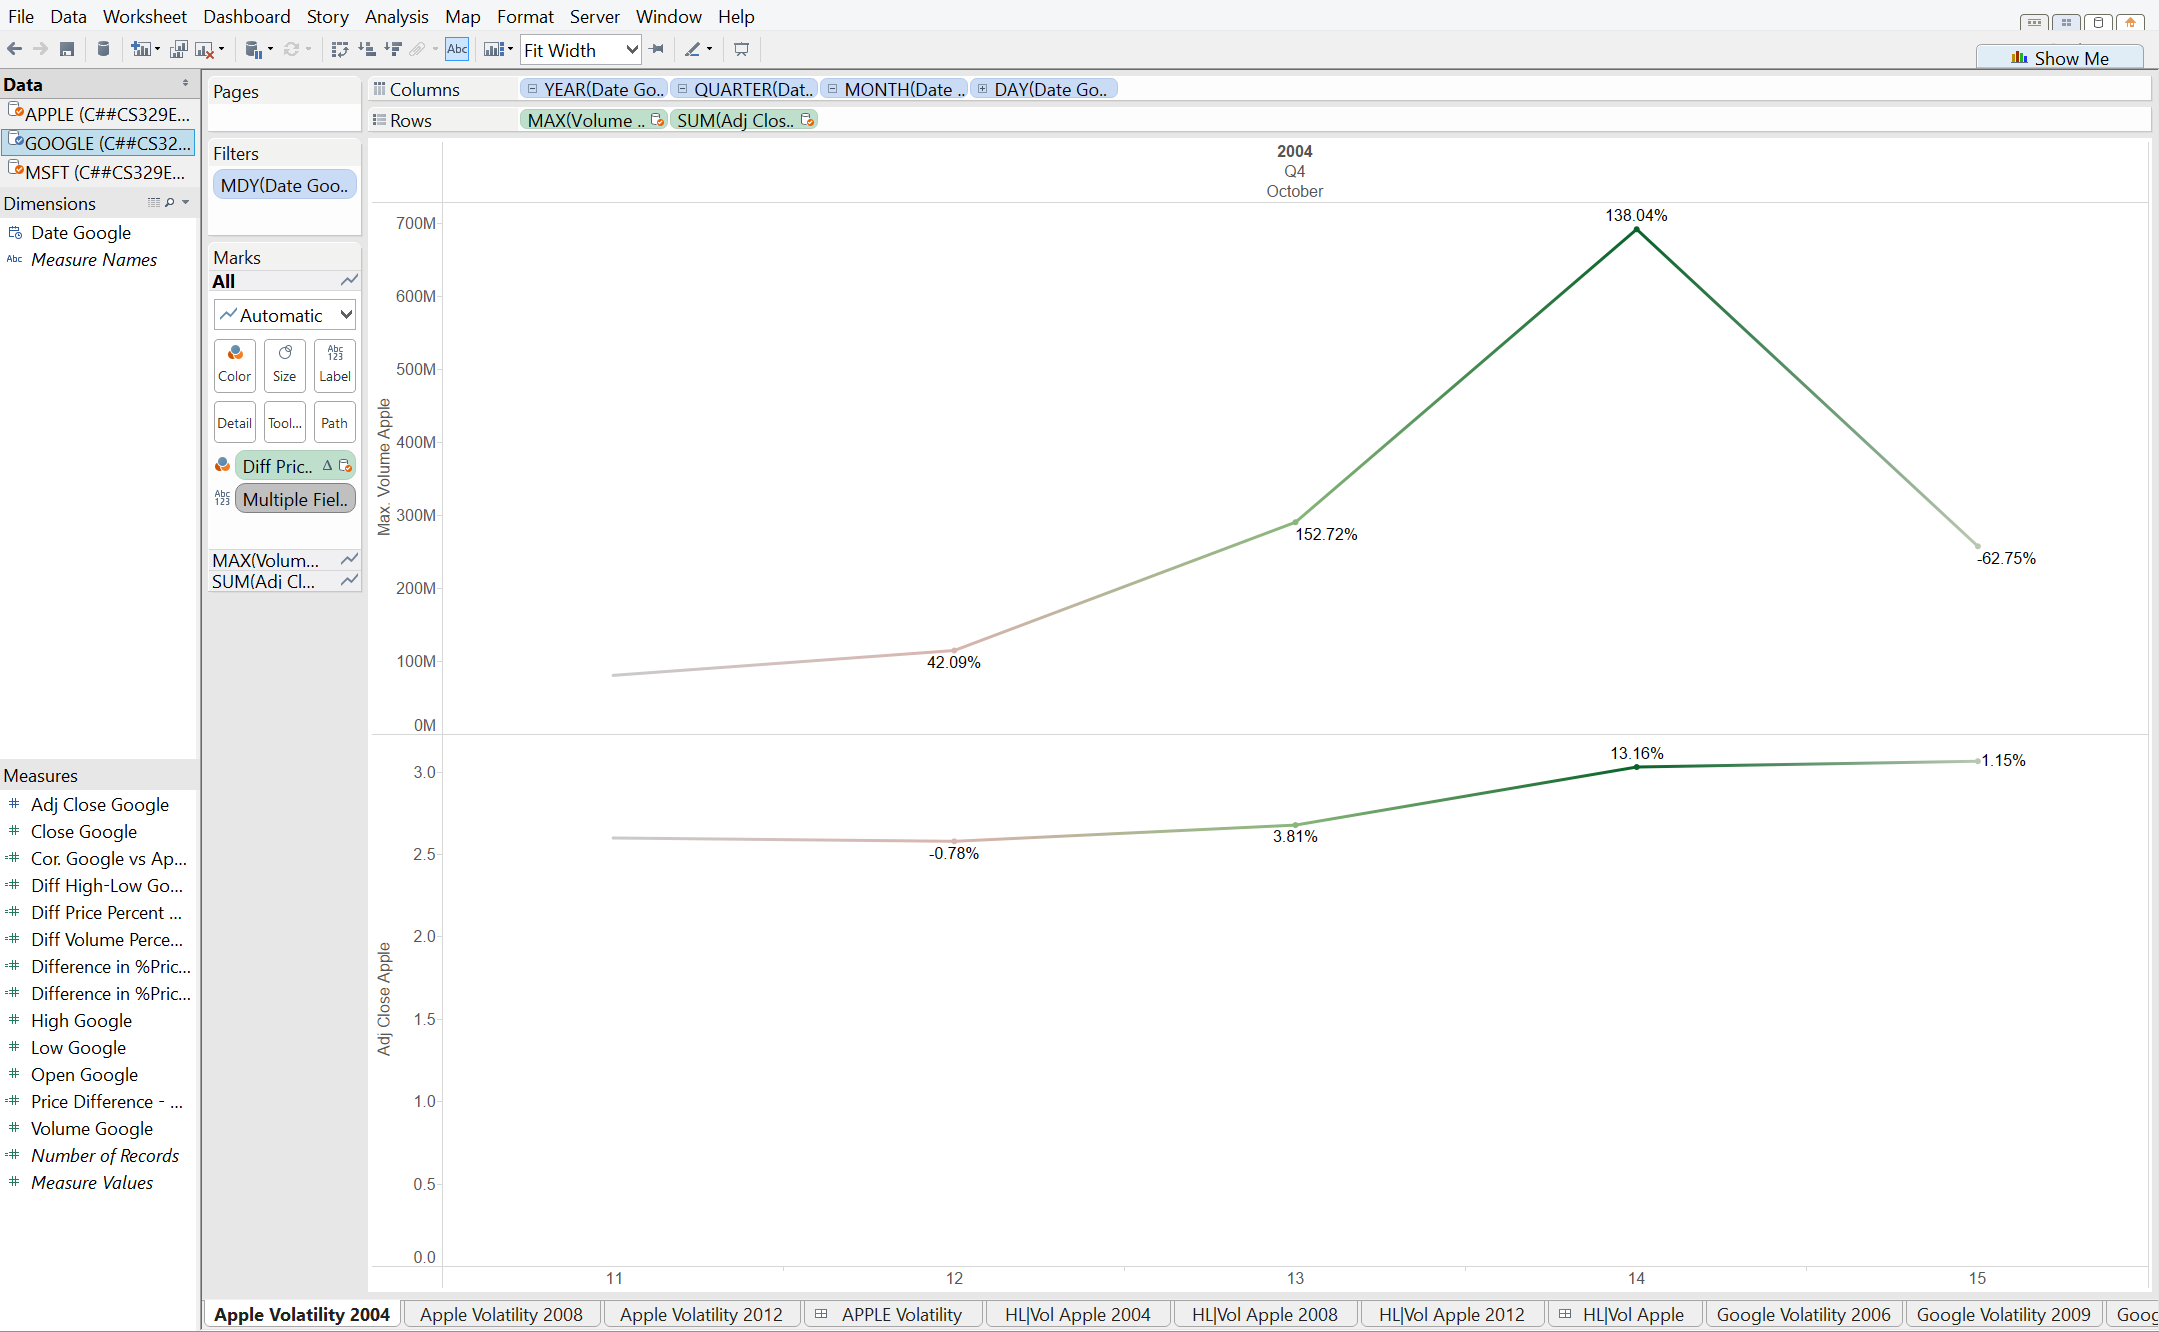 File Data Worksheet Dashboard Story Analysis Map Format Server Window Help
Abc Fit Width
Show Me
Data
APPLE (C##CS329E...
GOOGLE (C##CS32...
MSFT (C##CS329E...
Dimensions
Date Google
Abc Measure Names
Measures
Adj Close Google
Close Google
Cor. Google vs Ap...
Diff High-Low Go...
Diff Price Percent ...
Diff Volume Perce...
Difference in %Pric...
Difference in %Pric...
High Google
Low Google
Open Google
Price Difference - ...
Volume Google
Number of Records
Measure Values
Pages
Filters
MDY(Date Goo..
Marks
All
Automatic
Color Size Abc 123 Label
Detail Tool... Path
Diff Pric.. Δ
Abc 123 Multiple Fiel..
MAX(Volum...
SUM(Adj Cl...
Columns YEAR(Date Go.. QUARTER(Dat.. MONTH(Date .. DAY(Date Go..
Rows MAX(Volume .. SUM(Adj Clos..
2004
Q4
October
Max. Volume Apple
700M
600M
500M
400M
300M
200M
100M
0M
138.04%
152.72%
-62.75%
42.09%
Adj Close Apple
3.0
2.5
2.0
1.5
1.0
0.5
0.0
13.16%
1.15%
3.81%
-0.78%
11 12 13 14 15
Apple Volatility 2004 Apple Volatility 2008 Apple Volatility 2012 APPLE Volatility HL|Vol Apple 2004 HL|Vol Apple 2008 HL|Vol Apple 2012 HL|Vol Apple Google Volatility 2006 Google Volatility 2009 Goog